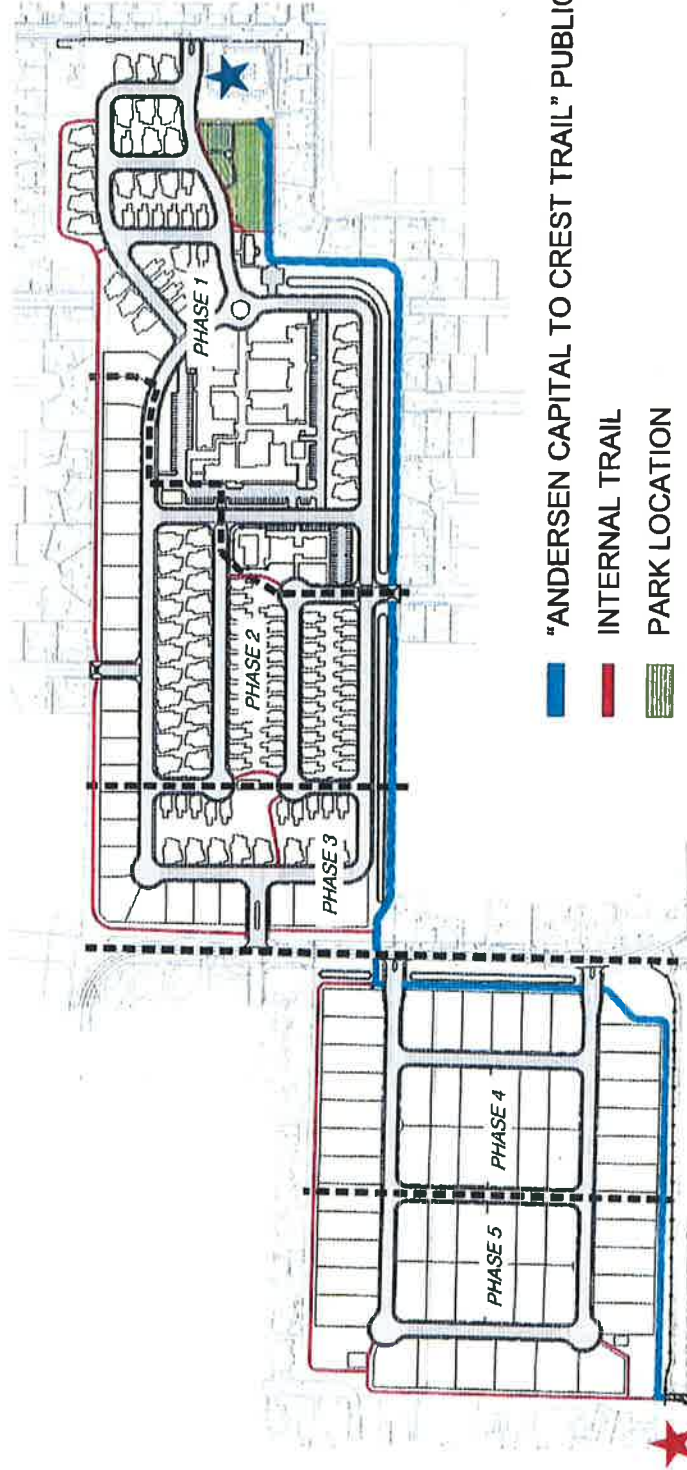 PHASE 1
PHASE 2
PHASE 3
PHASE 4
PHASE 5
"ANDERSEN CAPITAL TO CREST TRAIL" PUBLIC
INTERNAL TRAIL
PARK LOCATION